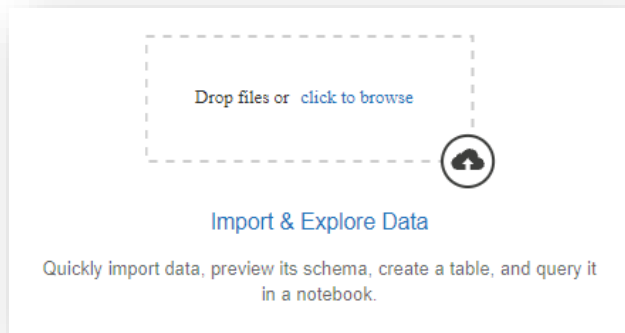 Drop files or click to browse
Import & Explore Data
Quickly import data, preview its schema, create a table, and query it
in a notebook.